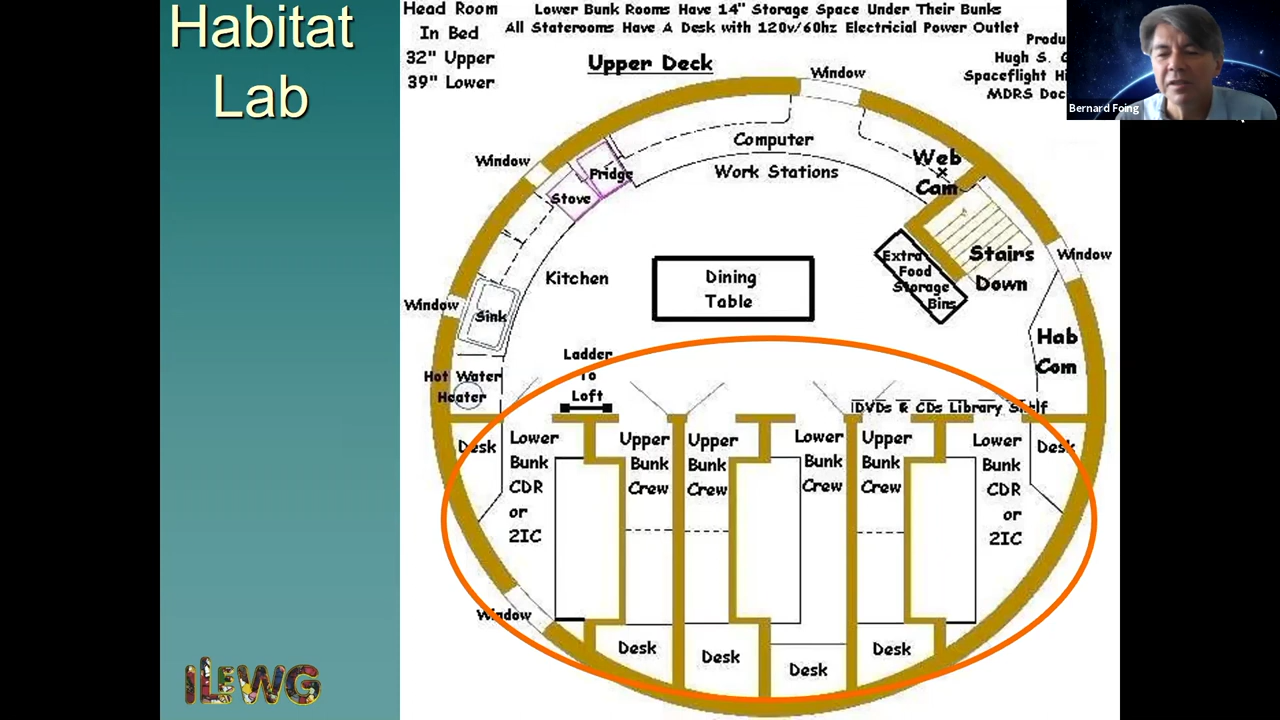 Habitat
Lab
Head Room
In Bed
32" Upper
39" Lower
Lower Bunk Rooms Have 14" Storage Space Under Their Bunks
All Staterooms Have A Desk with 120v/60hz Electricial Power Outlet
Upper Deck
Hugh S.
Spaceflight
MDRS
Bernard Foing
Window
Window
Computer
Work Stations
Web
x
Cam
Fridge
Stove
Stairs
Down
Window
Extra
Food
Storage
Bins
Kitchen
Dining
Table
Window
Sink
Hab
Com
Ladder
To
Loft
Hot Water
Heater
DVDs & CDs Library Shelf
Desk
Lower
Bunk
CDR
or
2IC
Upper
Bunk
Crew
Upper
Bunk
Crew
Lower
Bunk
Crew
Upper
Bunk
Crew
Lower
Bunk
CDR
or
2IC
Desk
Window
Desk
Desk
Desk
Desk
ILEWG